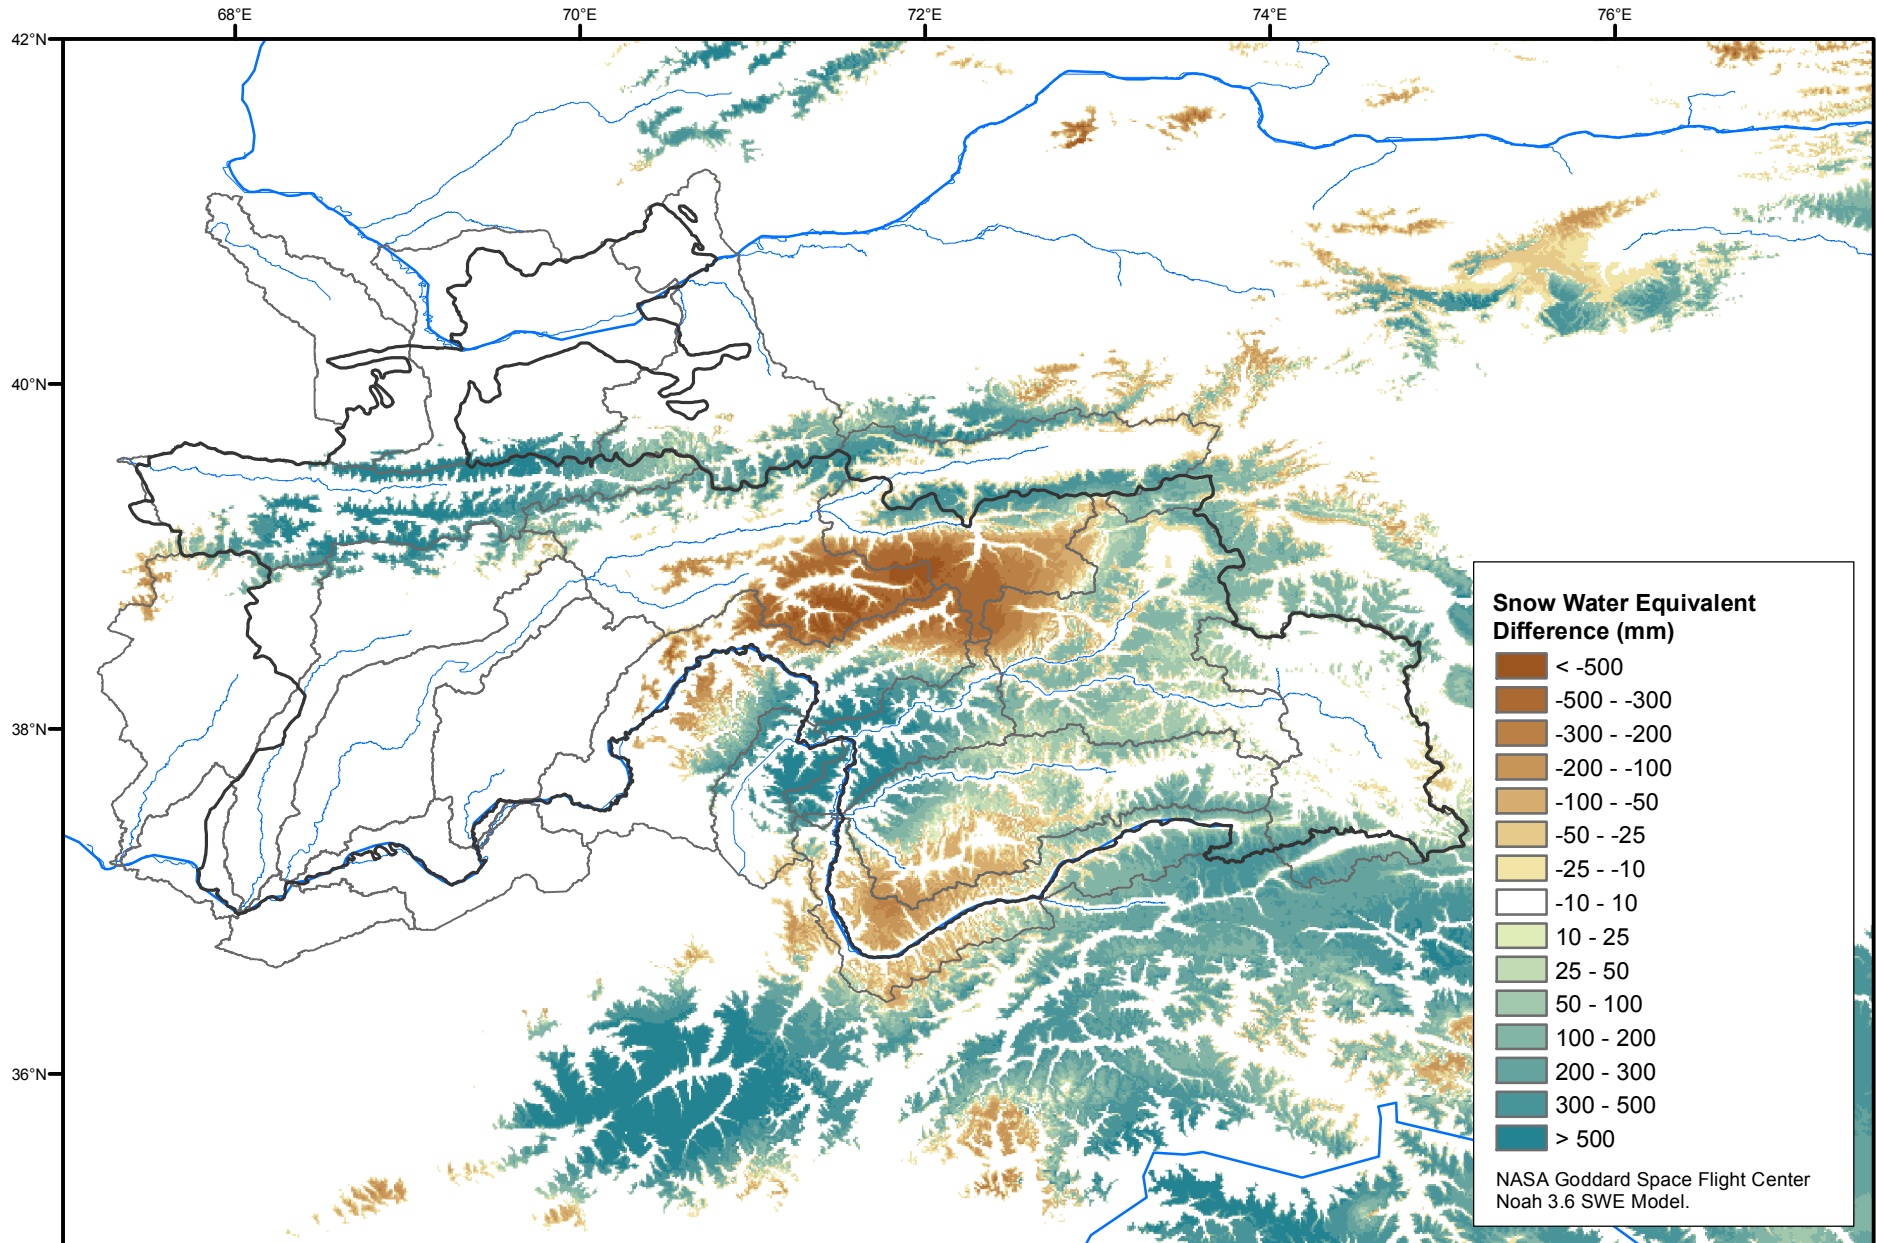 68°E
70°E
72°E
74°E
76°E
42°N
40°N
38°N
36°N
Snow Water Equivalent
Difference (mm)
< -500
-500 - -300
-300 - -200
-200 - -100
-100 - -50
-50 - -25
-25 - -10
-10 - 10
10 - 25
25 - 50
50 - 100
100 - 200
200 - 300
300 - 500
> 500
NASA Goddard Space Flight Center
Noah 3.6 SWE Model.